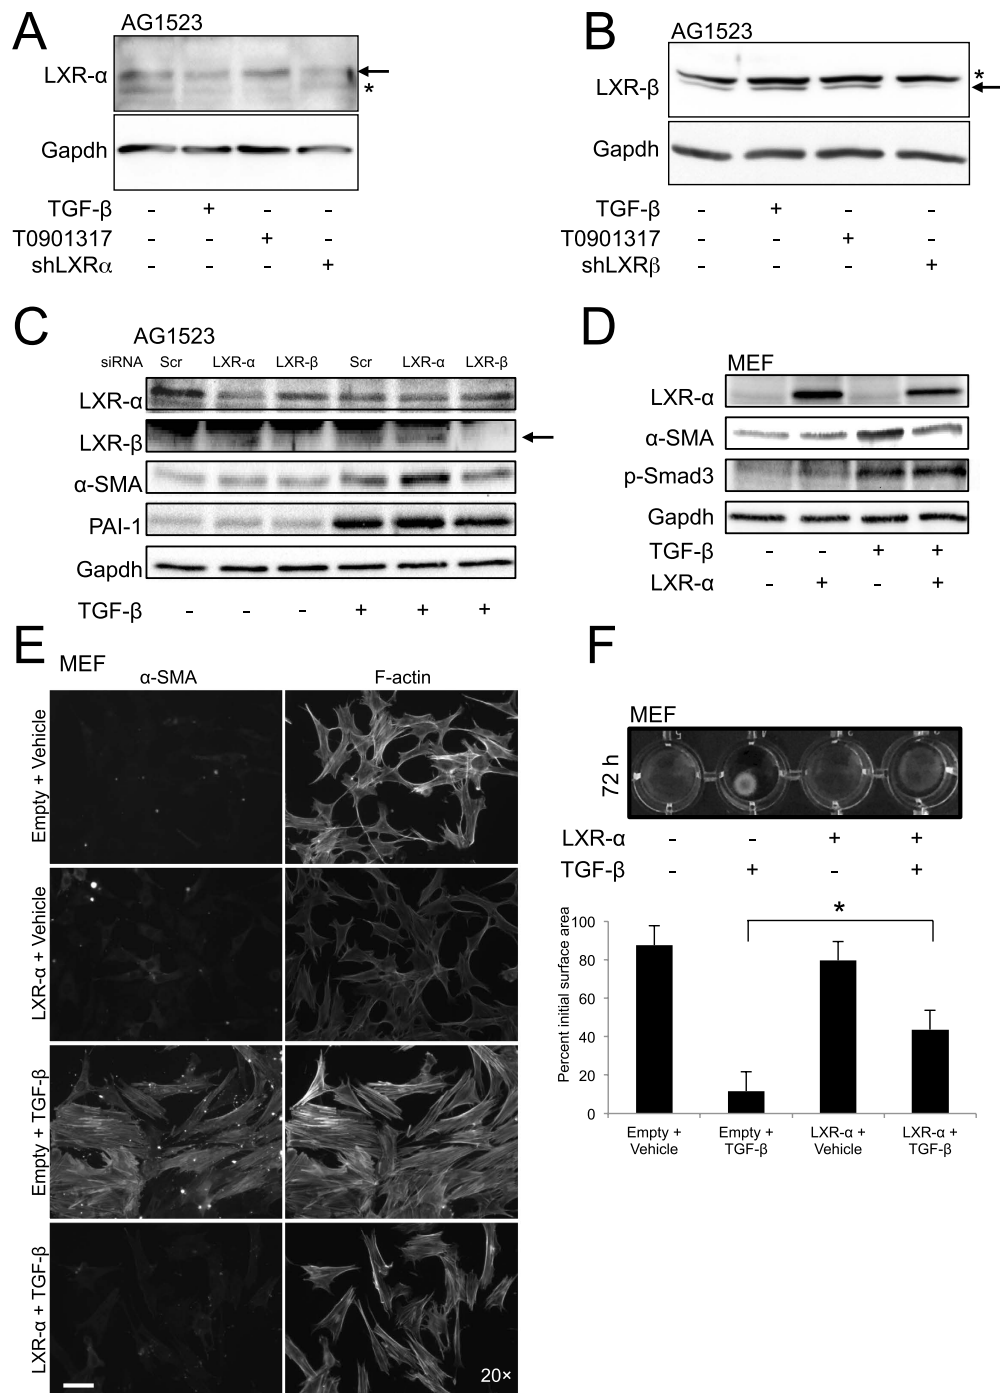 A
AG1523
LXR-α
*
Gapdh
TGF-β - + - -
T0901317 - - + -
shLXRα - - - +
B
AG1523
LXR-β
*
Gapdh
TGF-β - + - -
T0901317 - - + -
shLXRβ - - - +
C
AG1523
siRNA Scr LXR-α LXR-β Scr LXR-α LXR-β
LXR-α
LXR-β
α-SMA
PAI-1
Gapdh
TGF-β - - - + + +
D
MEF
LXR-α
α-SMA
p-Smad3
Gapdh
TGF-β - - + +
LXR-α - + - +
E
MEF
α-SMA F-actin
Empty + Vehicle
LXR-α + Vehicle
Empty + TGF-β
LXR-α + TGF-β
20×
F
MEF
72 h
LXR-α - - + +
TGF-β - + - +
*
Percent initial surface area
100
80
60
40
20
0
Empty + Vehicle
Empty + TGF-β
LXR-α + Vehicle
LXR-α + TGF-β